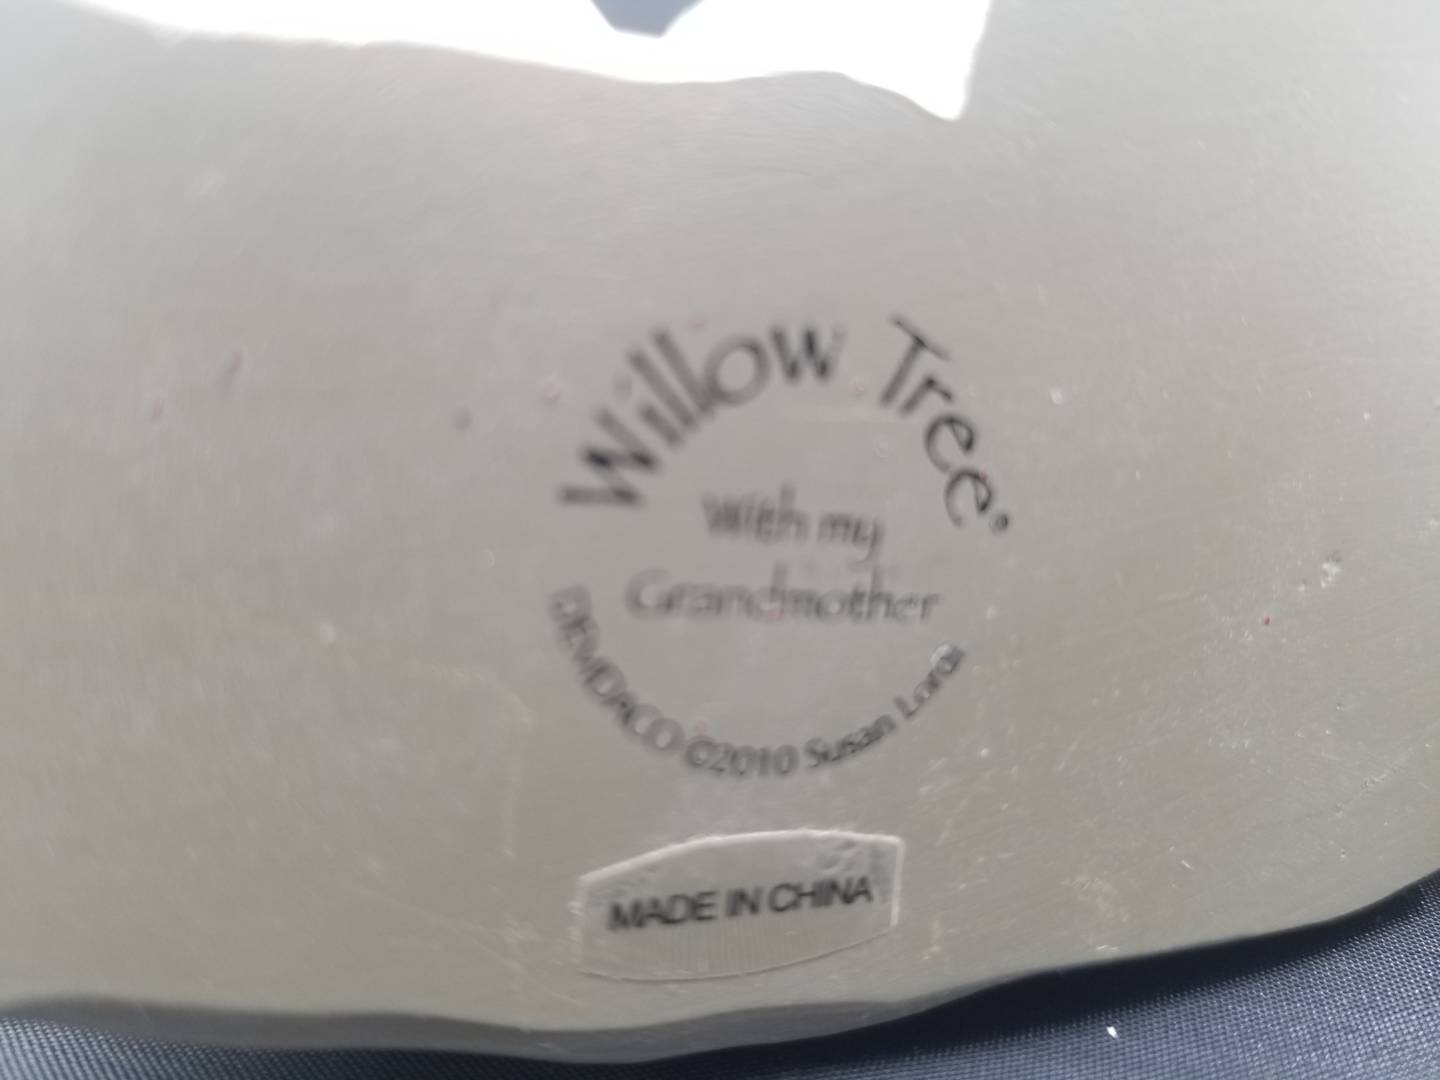 Willow Tree®
With my
Grandmother
DEMDACO ©2010 Susan Lordi
MADE IN CHINA